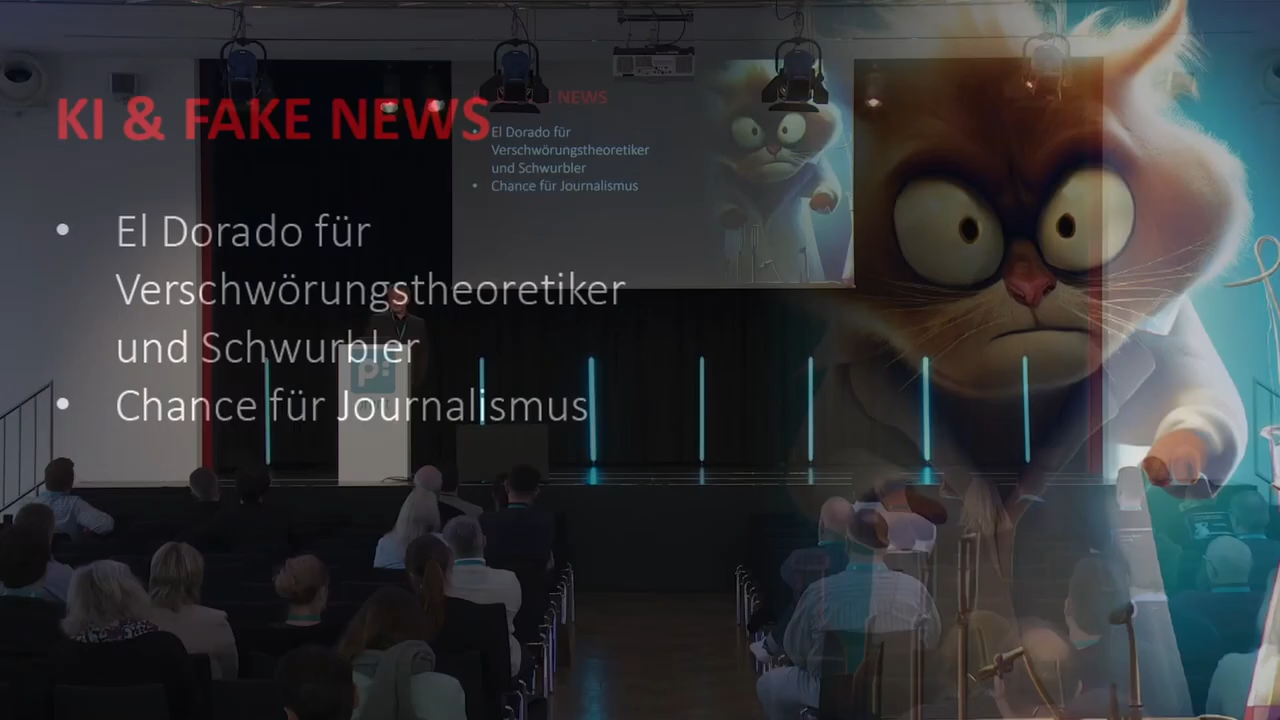 KI & FAKE NEWS
• El Dorado für
Verschwörungstheoretiker
und Schwurbler
• Chance für Journalismus
NEWS
• El Dorado für
Verschwörungstheoretiker
und Schwurbler
• Chance für Journalismus
p: